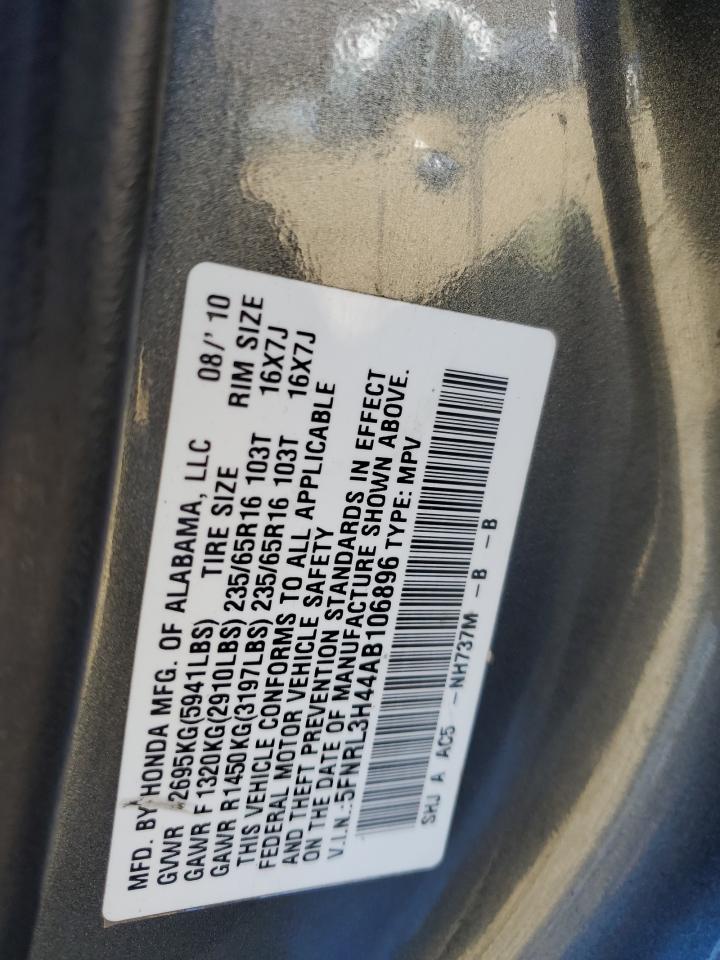 MFD. BY HONDA MFG. OF ALABAMA, LLC 08/' 10
GVWR 2695KG(5941LBS) TIRE SIZE RIM SIZE
GAWR F 1320KG(2910LBS) 235/65R16 103T 16X7J
GAWR R1450KG(3197LBS) 235/65R16 103T 16X7J
THIS VEHICLE CONFORMS TO ALL APPLICABLE
FEDERAL MOTOR VEHICLE SAFETY
AND THEFT PREVENTION STANDARDS IN EFFECT
ON THE DATE OF MANUFACTURE SHOWN ABOVE.
V.I.N.:5FNRL3H44AB106896 TYPE: MPV
SHJ A AC5 -NH737M -B -B